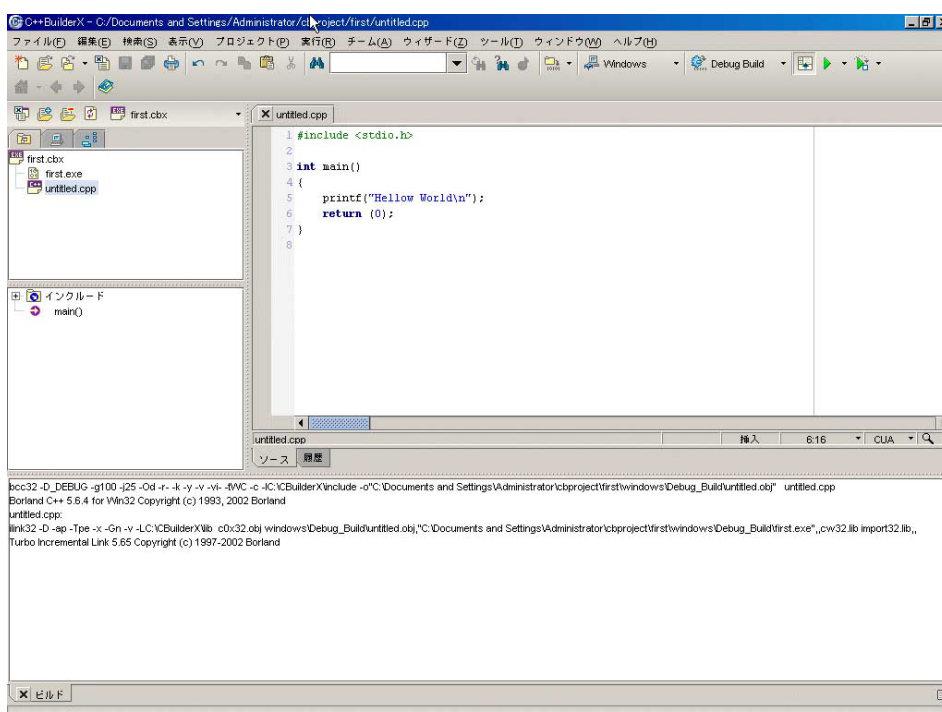 C++BuilderX - C:/Documents and Settings/Administrator/cbproject/first/untitled.cpp
ファイル(F) 編集(E) 検索(S) 表示(V) プロジェクト(P) 実行(R) チーム(A) ウィザード(Z) ツール(T) ウィンドウ(W) ヘルプ(H)
Windows Debug Build
first.cbx
untitled.cpp
first.cbx
first.exe
untitled.cpp
1 #include <stdio.h>
2
3 int main()
4 {
5 printf("Hellow World\n");
6 return (0);
7 }
8
インクルード
main()
untitled.cpp 挿入 6:16 CUA
ソース 履歴
bcc32 -D_DEBUG -g100 -j25 -Od -r- -k -y -v -vi- -tWC -c -IC:\CBuilderX\include -o"C:\Documents and Settings\Administrator\cbproject\first\windows\Debug_Build\untitled.obj" untitled.cpp
Borland C++ 5.6.4 for Win32 Copyright (c) 1993, 2002 Borland
untitled.cpp:
ilink32 -D -ap -Tpe -x -Gn -v -LC:\CBuilderX\lib c0x32.obj windows\Debug_Build\untitled.obj,"C:\Documents and Settings\Administrator\cbproject\first\windows\Debug_Build\first.exe",,cw32.lib import32.lib,,
Turbo Incremental Link 5.65 Copyright (c) 1997-2002 Borland
ビルド